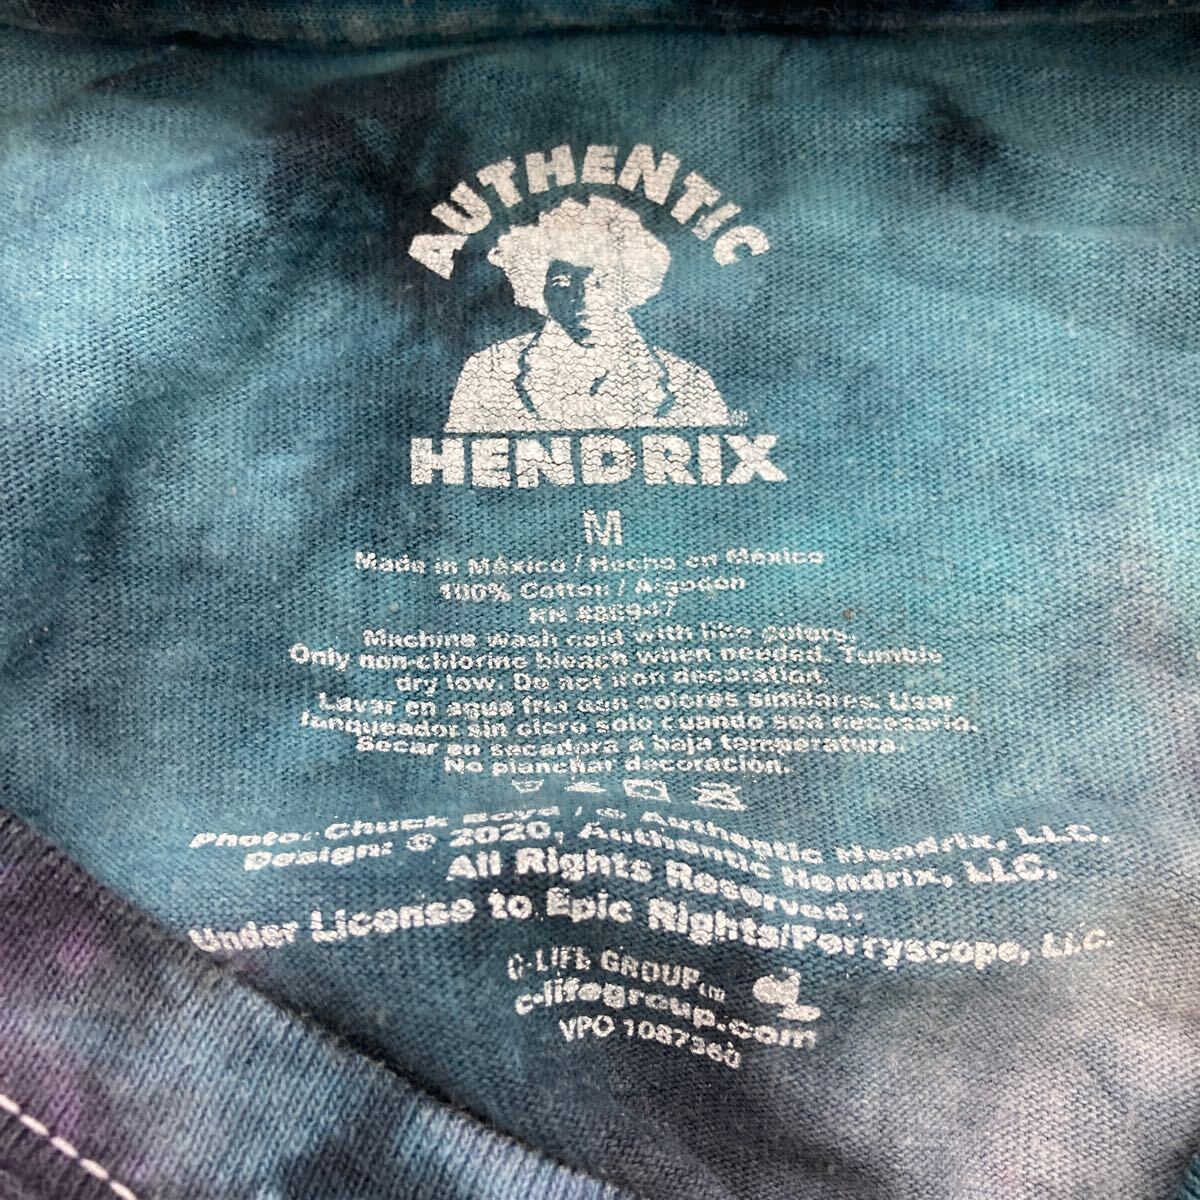 AUTHENTIC
HENDRIX
M
Made in México / Hecho en México
100% Cotton / Algodon
RN
Machine wash cold with like colors.
Only non-chlorine bleach when needed. Tumble
dry low. Do not iron decoration.
Lavar en agua fria con colores similares. Usar
sin cloro solo cuando sea necesario.
Secar en secadora a baja temperatura.
No planchar decoración.
Photo: Chuck Boyd / © Authentic Hendrix, LLC.
Design: © 2020, Authentic Hendrix, LLC.
All Rights Reserved.
Under License to Epic Rights/Perryscope, LLC.
C-LIFE GROUP
c-lifegroup.com
VPO 1087360